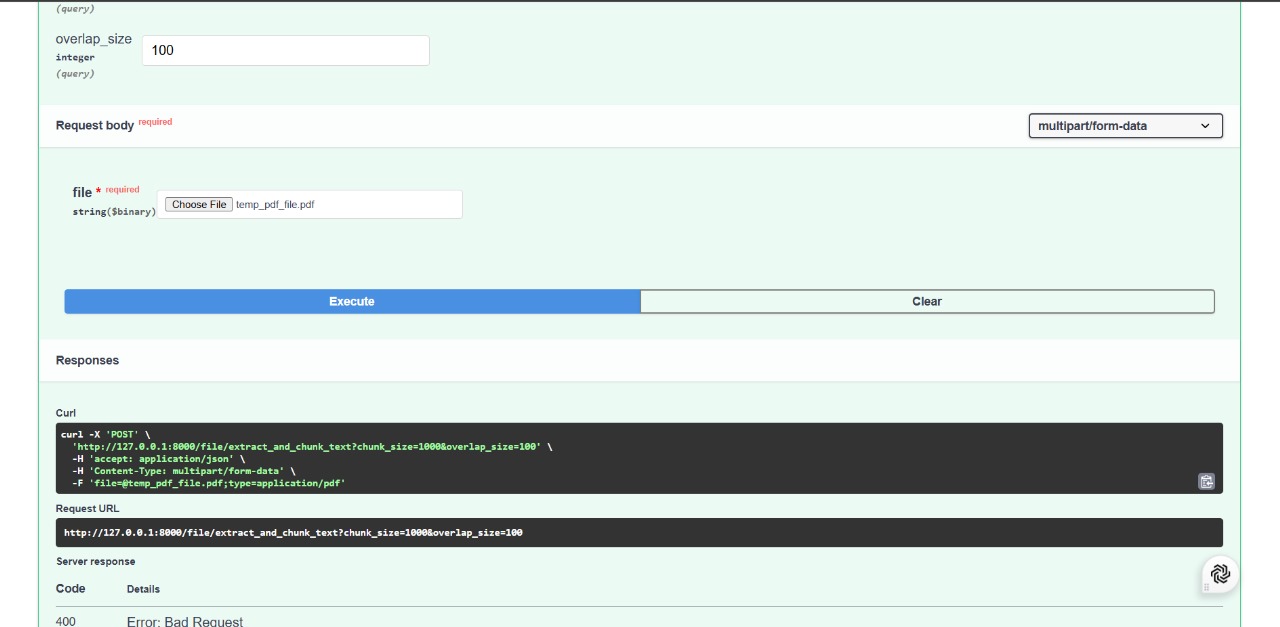 (query)
overlap_size
100
integer
(query)
Request body required
multipart/form-data
file * required
Choose File temp_pdf_file.pdf
string($binary)
Execute
Clear
Responses
Curl
curl -X 'POST' \
'http://127.0.0.1:8000/file/extract_and_chunk_text?chunk_size=1000&overlap_size=100' \
-H 'accept: application/json' \
-H 'Content-Type: multipart/form-data' \
-F 'file=@temp_pdf_file.pdf;type=application/pdf'
Request URL
http://127.0.0.1:8000/file/extract_and_chunk_text?chunk_size=1000&overlap_size=100
Server response
Code Details
400 Error: Bad Request